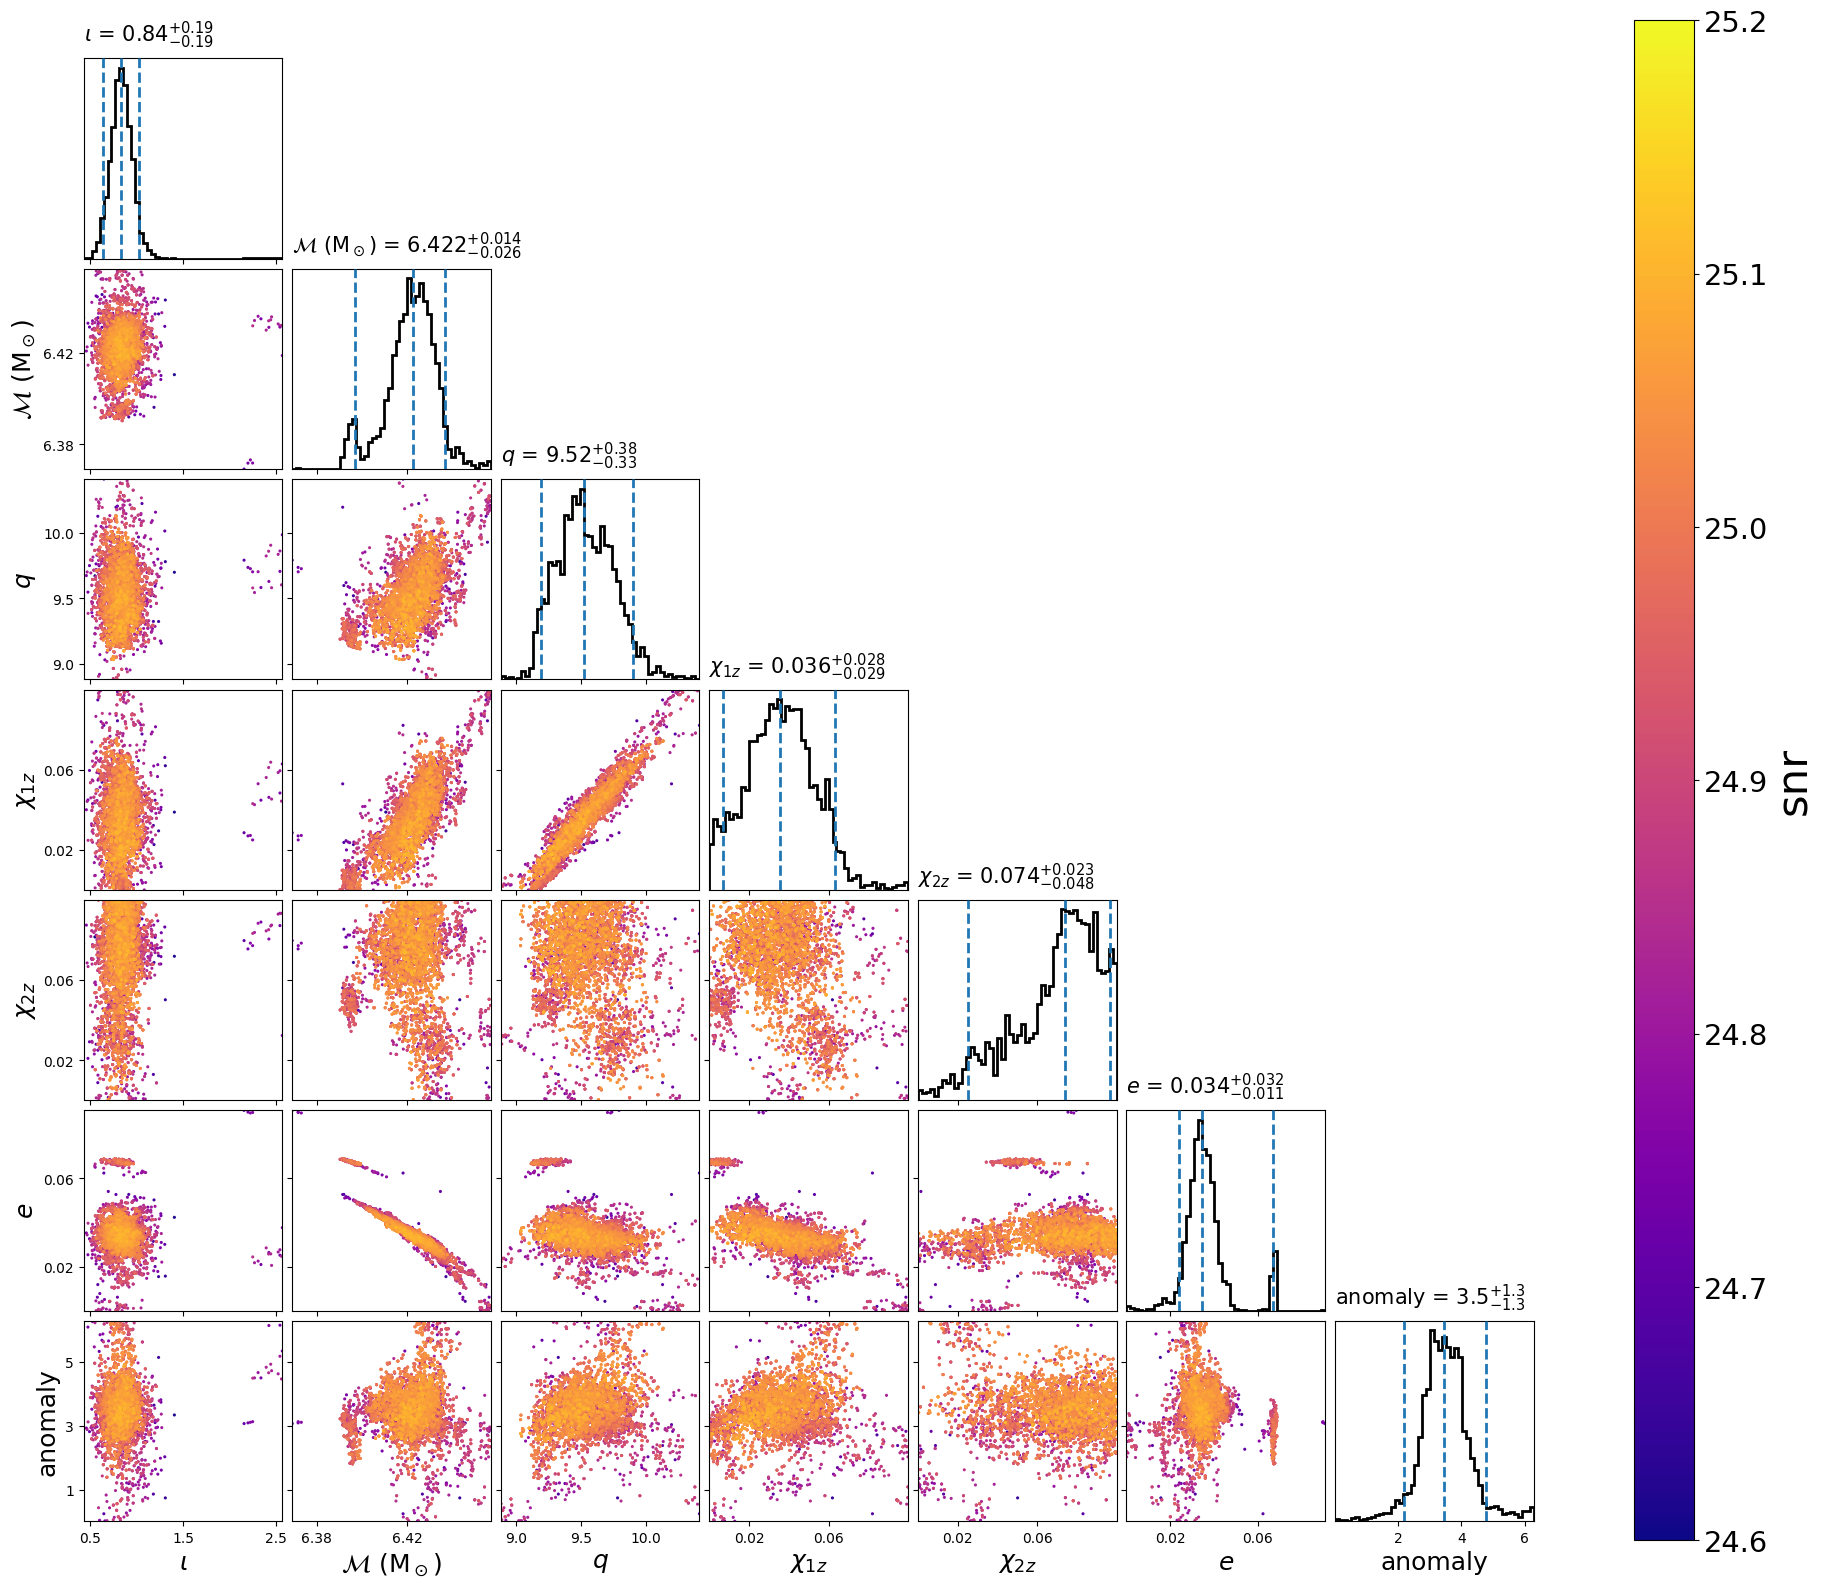 ι = 0.84+0.19 −0.19
25.2
ℳ (M_⊙) = 6.422+0.014 −0.026
25.1
ℳ (M_⊙)
6.42
6.38
q = 9.52+0.38 −0.33
25.0
q
10.0
9.5
9.0
χ1z = 0.036+0.028 −0.029
24.9
snr
χ1z
0.06
0.02
χ2z = 0.074+0.023 −0.048
24.8
χ2z
0.06
0.02
e = 0.034+0.032 −0.011
e
0.06
0.02
24.7
anomaly = 3.5+1.3 −1.3
anomaly
5
3
1
24.6
0.5 1.5 2.5 6.38 6.42 9.0 9.5 10.0 0.02 0.06 0.02 0.06 0.02 0.06 2 4 6
ι ℳ (M_⊙) q χ1z χ2z e anomaly